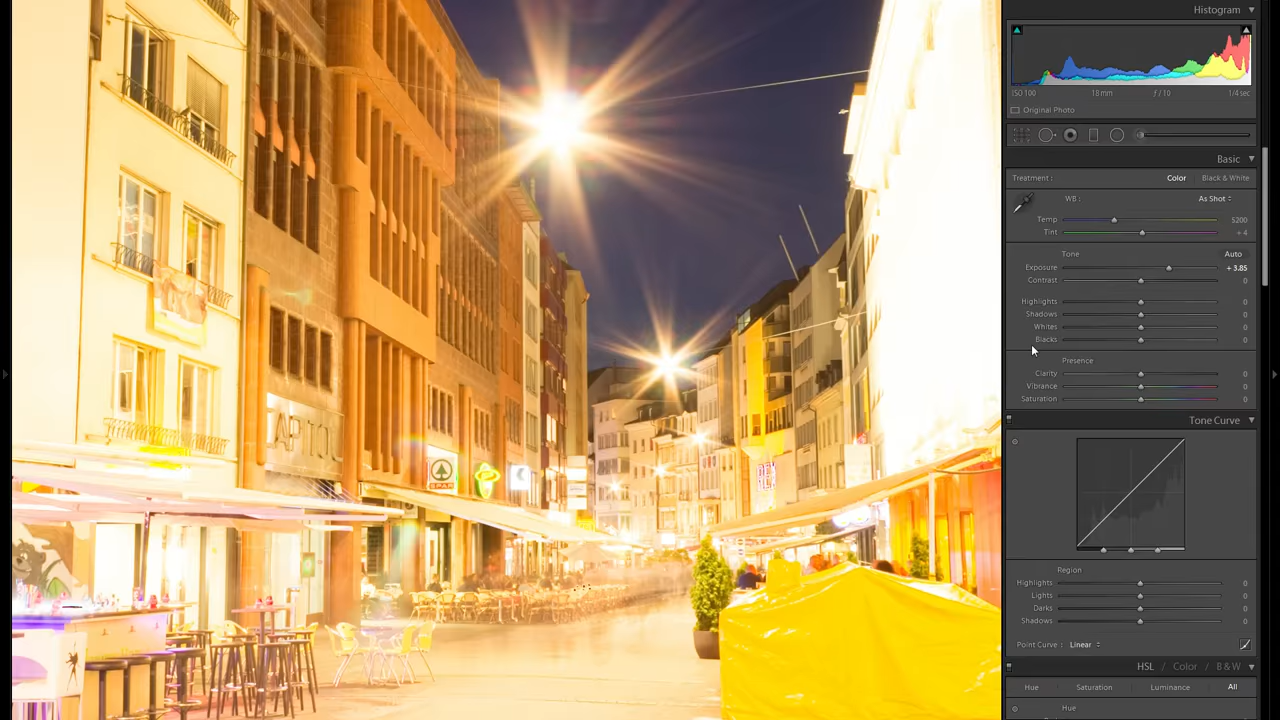 Histogram
ISO 100 18 mm ƒ / 10 1/4 sec
Original Photo
Basic
Treatment : Color Black & White
WB : As Shot
Temp 5200
Tint + 4
Tone Auto
Exposure + 3.85
Contrast 0
Highlights 0
Shadows 0
Whites 0
Blacks 0
Presence
Clarity 0
Vibrance 0
Saturation 0
Tone Curve
SPAR
Region
Highlights 0
Lights 0
Darks 0
Shadows 0
Point Curve : Linear
HSL / Color / B & W
Hue Saturation Luminance All
Hue